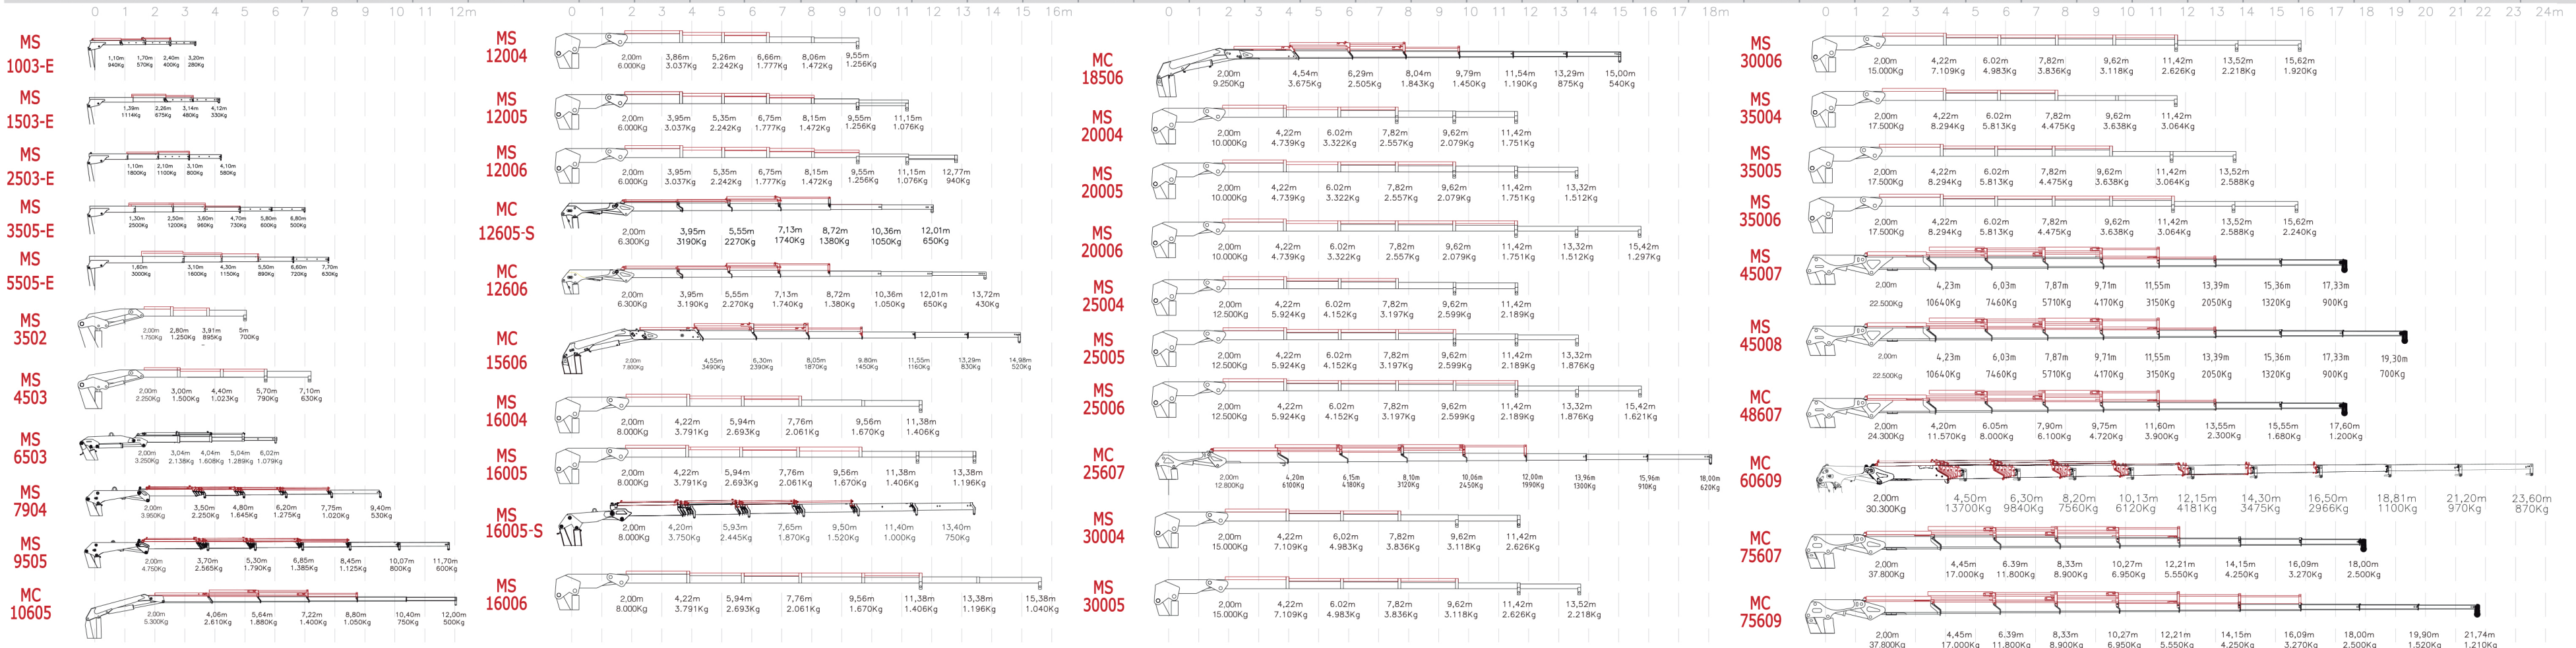 0 1 2 3 4 5 6 7 8 9 10 11 12m
MS
1003-E
1,10m 1,70m 2,40m 3,20m
940Kg 570Kg 400Kg 280Kg
MS
1503-E
1,39m 2,26m 3,14m 4,12m
1114Kg 675Kg 480Kg 330Kg
MS
2503-E
1,10m 2,10m 3,10m 4,10m
1800Kg 1100Kg 800Kg 580Kg
MS
3505-E
1,30m 2,50m 3,60m 4,70m 5,80m 6,80m
2500Kg 1200Kg 960Kg 730Kg 600Kg 500Kg
MS
5505-E
1,60m 3,10m 4,30m 5,50m 6,60m 7,70m
3000Kg 1600Kg 1150Kg 890Kg 720Kg 630Kg
MS
3502
2,00m 2,80m 3,91m 5m
1.750Kg 1.250Kg 895Kg 700Kg
MS
4503
2,00m 3,00m 4,40m 5,70m 7,10m
2.250Kg 1.500Kg 1.023Kg 790Kg 630Kg
MS
6503
2,00m 3,04m 4,04m 5,04m 6,02m
3.250Kg 2.138Kg 1.608Kg 1.289Kg 1.079Kg
MS
7904
2,00m 3,50m 4,80m 6,20m 7,75m 9,40m
3.950Kg 2.250Kg 1.645Kg 1.275Kg 1.020Kg 530Kg
MS
9505
2,00m 3,70m 5,30m 6,85m 8,45m 10,07m 11,70m
4.750Kg 2.565Kg 1.790Kg 1.385Kg 1.125Kg 800Kg 600Kg
MC
10605
2,00m 4,06m 5,64m 7,22m 8,80m 10,40m 12,00m
5.300Kg 2.610Kg 1.880Kg 1.400Kg 1.050Kg 750Kg 500Kg
0 1 2 3 4 5 6 7 8 9 10 11 12 13 14 15 16m
MS
12004
2,00m 3,86m 5,26m 6,66m 8,06m 9,55m
6.000Kg 3.037Kg 2.242Kg 1.777Kg 1.472Kg 1.256Kg
MS
12005
2,00m 3,95m 5,35m 6,75m 8,15m 9,55m 11,15m
6.000Kg 3.037Kg 2.242Kg 1.777Kg 1.472Kg 1.256Kg 1.076Kg
MS
12006
2,00m 3,95m 5,35m 6,75m 8,15m 9,55m 11,15m 12,77m
6.000Kg 3.037Kg 2.242Kg 1.777Kg 1.472Kg 1.256Kg 1.076Kg 940Kg
MC
12605-S
2,00m 3,95m 5,55m 7,13m 8,72m 10,36m 12,01m
6.300Kg 3190Kg 2270Kg 1740Kg 1380Kg 1050Kg 650Kg
MC
12606
2,00m 3,95m 5,55m 7,13m 8,72m 10,36m 12,01m 13,72m
6.300Kg 3.190Kg 2.270Kg 1.740Kg 1.380Kg 1.050Kg 650Kg 430Kg
MC
15606
2,00m 4,55m 6,30m 8,05m 9,80m 11,55m 13,29m 14,98m
7.800Kg 3490Kg 2390Kg 1870Kg 1450Kg 1160Kg 830Kg 520Kg
MS
16004
2,00m 4,22m 5,94m 7,76m 9,56m 11,38m
8.000Kg 3.791Kg 2.693Kg 2.061Kg 1.670Kg 1.406Kg
MS
16005
2,00m 4,22m 5,94m 7,76m 9,56m 11,38m 13,38m
8.000Kg 3.791Kg 2.693Kg 2.061Kg 1.670Kg 1.406Kg 1.196Kg
MS
16005-S
2,00m 4,20m 5,93m 7,65m 9,50m 11,40m 13,40m
8.000Kg 3.750Kg 2.445Kg 1.870Kg 1.520Kg 1.000Kg 750Kg
MS
16006
2,00m 4,22m 5,94m 7,76m 9,56m 11,38m 13,38m 15,38m
8.000Kg 3.791Kg 2.693Kg 2.061Kg 1.670Kg 1.406Kg 1.196Kg 1.040Kg
0 1 2 3 4 5 6 7 8 9 10 11 12 13 14 15 16 17 18m
MC
18506
2,00m 4,54m 6,29m 8,04m 9,79m 11,54m 13,29m 15,00m
9.250Kg 3.675Kg 2.505Kg 1.843Kg 1.450Kg 1.190Kg 875Kg 540Kg
MS
20004
2,00m 4,22m 6.02m 7,82m 9,62m 11,42m
10.000Kg 4.739Kg 3.322Kg 2.557Kg 2.079Kg 1.751Kg
MS
20005
2,00m 4,22m 6.02m 7,82m 9,62m 11,42m 13,32m
10.000Kg 4.739Kg 3.322Kg 2.557Kg 2.079Kg 1.751Kg 1.512Kg
MS
20006
2,00m 4,22m 6.02m 7,82m 9,62m 11,42m 13,32m 15,42m
10.000Kg 4.739Kg 3.322Kg 2.557Kg 2.079Kg 1.751Kg 1.512Kg 1.297Kg
MS
25004
2,00m 4,22m 6.02m 7,82m 9,62m 11,42m
12.500Kg 5.924Kg 4.152Kg 3.197Kg 2.599Kg 2.189Kg
MS
25005
2,00m 4,22m 6.02m 7,82m 9,62m 11,42m 13,32m
12.500Kg 5.924Kg 4.152Kg 3.197Kg 2.599Kg 2.189Kg 1.876Kg
MS
25006
2,00m 4,22m 6.02m 7,82m 9,62m 11,42m 13,32m 15,42m
12.500Kg 5.924Kg 4.152Kg 3.197Kg 2.599Kg 2.189Kg 1.876Kg 1.621Kg
MC
25607
2,00m 4,20m 6,15m 8,10m 10,06m 12,00m 13,96m 15,96m 18,00m
12.800Kg 6100Kg 4180Kg 3120Kg 2450Kg 1990Kg 1300Kg 910Kg 620Kg
MS
30004
2,00m 4,22m 6,02m 7,82m 9,62m 11,42m
15.000Kg 7.109Kg 4.983Kg 3.836Kg 3.118Kg 2.626Kg
MS
30005
2,00m 4,22m 6,02m 7,82m 9,62m 11,42m 13,52m
15.000Kg 7.109Kg 4.983Kg 3.836Kg 3.118Kg 2.626Kg 2.218Kg
0 1 2 3 4 5 6 7 8 9 10 11 12 13 14 15 16 17 18 19 20 21 22 23 24m
MS
30006
2,00m 4,22m 6.02m 7,82m 9,62m 11,42m 13,52m 15,62m
15.000Kg 7.109Kg 4.983Kg 3.836Kg 3.118Kg 2.626Kg 2.218Kg 1.920Kg
MS
35004
2,00m 4,22m 6.02m 7,82m 9,62m 11,42m
17.500Kg 8.294Kg 5.813Kg 4.475Kg 3.638Kg 3.064Kg
MS
35005
2,00m 4,22m 6.02m 7,82m 9,62m 11,42m 13,52m
17.500Kg 8.294Kg 5.813Kg 4.475Kg 3.638Kg 3.064Kg 2.588Kg
MS
35006
2,00m 4,22m 6.02m 7,82m 9,62m 11,42m 13,52m 15,62m
17.500Kg 8.294Kg 5.813Kg 4.475Kg 3.638Kg 3.064Kg 2.588Kg 2.240Kg
MS
45007
2,00m 4,23m 6,03m 7,87m 9,71m 11,55m 13,39m 15,36m 17,33m
22.500Kg 10640Kg 7460Kg 5710Kg 4170Kg 3150Kg 2050Kg 1320Kg 900Kg
MS
45008
2,00m 4,23m 6,03m 7,87m 9,71m 11,55m 13,39m 15,36m 17,33m 19,30m
22.500Kg 10640Kg 7460Kg 5710Kg 4170Kg 3150Kg 2050Kg 1320Kg 900Kg 700Kg
MC
48607
2,00m 4,20m 6.05m 7,90m 9,75m 11,60m 13,55m 15,55m 17,60m
24.300Kg 11.570Kg 8.000Kg 6.100Kg 4.720Kg 3.900Kg 2.300Kg 1.680Kg 1.200Kg
MC
60609
2,00m 4,50m 6,30m 8,20m 10,13m 12,15m 14,30m 16,50m 18,81m 21,20m 23,60m
30.300Kg 13700Kg 9840Kg 7560Kg 6120Kg 4181Kg 3475Kg 2966Kg 1100Kg 970Kg 870Kg
MC
75607
2,00m 4,45m 6.39m 8,33m 10,27m 12,21m 14,15m 16,09m 18,00m
37.800Kg 17.000Kg 11.800Kg 8.900Kg 6.950Kg 5.550Kg 4.250Kg 3.270Kg 2.500Kg
MC
75609
2,00m 4,45m 6.39m 8,33m 10,27m 12,21m 14,15m 16,09m 18,00m 19,90m 21,74m
37.800Kg 17.000Kg 11.800Kg 8.900Kg 6.950Kg 5.550Kg 4.250Kg 3.270Kg 2.500Kg 1.520Kg 1.210Kg